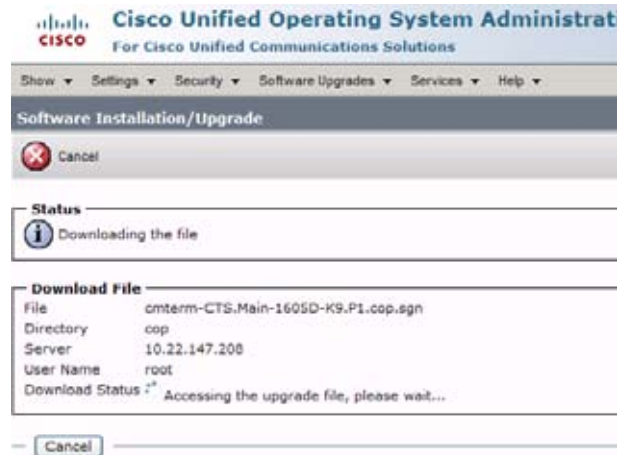 CISCO
Cisco Unified Operating System Administrati
For Cisco Unified Communications Solutions
Show Settings Security Software Upgrades Services Help
Software Installation/Upgrade
Cancel
Status
Downloading the file
Download File
File cmterm-CTS.Main-1605D-K9.P1.cop.sgn
Directory cop
Server 10.22.147.208
User Name root
Download Status Accessing the upgrade file, please wait...
Cancel